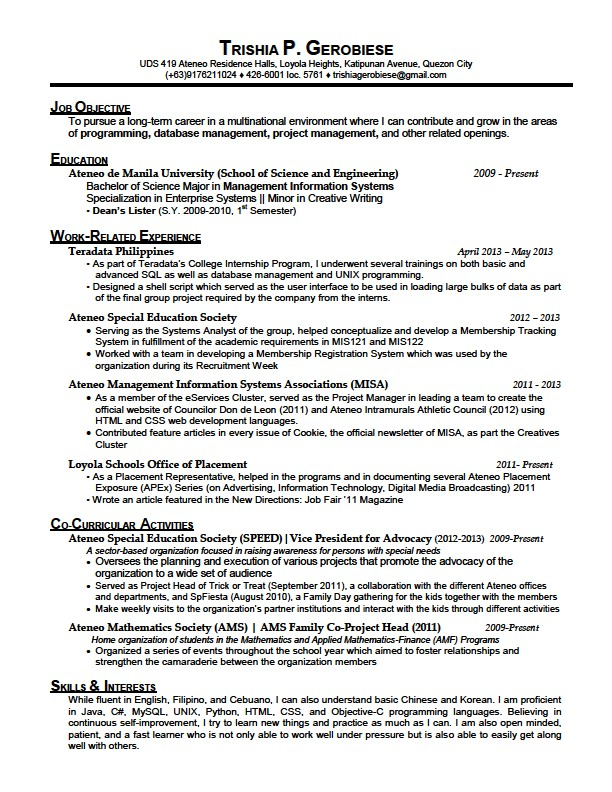 TRISHIA P. GEROBIESE
UDS 419 Ateneo Residence Halls, Loyola Heights, Katipunan Avenue, Quezon City
(+63)9176211024 ♦ 426-6001 loc. 5761 ♦ trishiagerobiese@gmail.com
JOB OBJECTIVE
To pursue a long-term career in a multinational environment where I can contribute and grow in the areas
of programming, database management, project management, and other related openings.
EDUCATION
Ateneo de Manila University (School of Science and Engineering) 2009 - Present
Bachelor of Science Major in Management Information Systems
Specialization in Enterprise Systems || Minor in Creative Writing
• Dean's Lister (S.Y. 2009-2010, 1st Semester)
WORK-RELATED EXPERIENCE
Teradata Philippines April 2013 – May 2013
• As part of Teradata's College Internship Program, I underwent several trainings on both basic and
advanced SQL as well as database management and UNIX programming.
• Designed a shell script which served as the user interface to be used in loading large bulks of data as part
of the final group project required by the company from the interns.
Ateneo Special Education Society 2012 – 2013
• Serving as the Systems Analyst of the group, helped conceptualize and develop a Membership Tracking
System in fulfillment of the academic requirements in MIS121 and MIS122
• Worked with a team in developing a Membership Registration System which was used by the
organization during its Recruitment Week
Ateneo Management Information Systems Associations (MISA) 2011 - 2013
• As a member of the eServices Cluster, served as the Project Manager in leading a team to create the
official website of Councilor Don de Leon (2011) and Ateneo Intramurals Athletic Council (2012) using
HTML and CSS web development languages.
• Contributed feature articles in every issue of Cookie, the official newsletter of MISA, as part the Creatives
Cluster
Loyola Schools Office of Placement 2011- Present
• As a Placement Representative, helped in the programs and in documenting several Ateneo Placement
Exposure (APEx) Series (on Advertising, Information Technology, Digital Media Broadcasting) 2011
• Wrote an article featured in the New Directions: Job Fair '11 Magazine
CO-CURRICULAR ACTIVITIES
Ateneo Special Education Society (SPEED)|Vice President for Advocacy (2012-2013) 2009-Present
A sector-based organization focused in raising awareness for persons with special needs
• Oversees the planning and execution of various projects that promote the advocacy of the
organization to a wide set of audience
• Served as Project Head of Trick or Treat (September 2011), a collaboration with the different Ateneo offices
and departments, and SpFiesta (August 2010), a Family Day gathering for the kids together with the members
• Make weekly visits to the organization's partner institutions and interact with the kids through different activities
Ateneo Mathematics Society (AMS) | AMS Family Co-Project Head (2011) 2009-Present
Home organization of students in the Mathematics and Applied Mathematics-Finance (AMF) Programs
• Organized a series of events throughout the school year which aimed to foster relationships and
strengthen the camaraderie between the organization members
SKILLS & INTERESTS
While fluent in English, Filipino, and Cebuano, I can also understand basic Chinese and Korean. I am proficient
in Java, C#, MySQL, UNIX, Python, HTML, CSS, and Objective-C programming languages. Believing in
continuous self-improvement, I try to learn new things and practice as much as I can. I am also open minded,
patient, and a fast learner who is not only able to work well under pressure but is also able to easily get along
well with others.